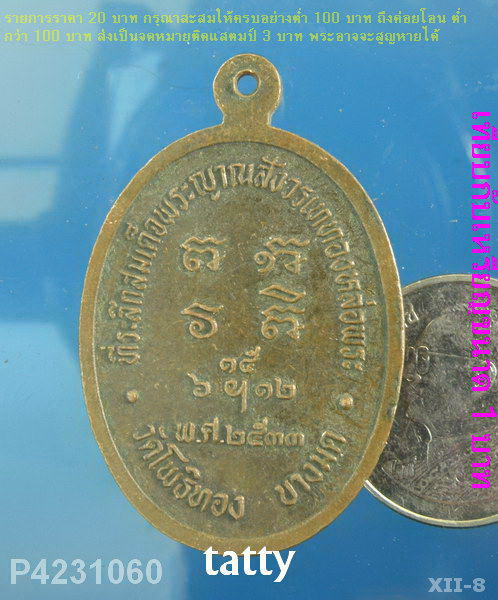 รายการราคา 20 บาท กรุณาสะสมให้ครบอย่างต่ำ 100 บาท ถึงค่อยโอน ต่ำ
กว่า 100 บาท ส่งเป็นจดหมายติดแสตมป์ 3 บาท พระอาจจะสูญหายได้
เทียบกับเหรียญขนาด 1 บาท
ที่ระลึกสมเด็จพระญาณสังวรเททองหล่อพระ
๑๕
๖ ๑๒
พ.ศ.๒๕๓๓
วัดโพธิทอง บางมด
tatty
P4231060
XII-8